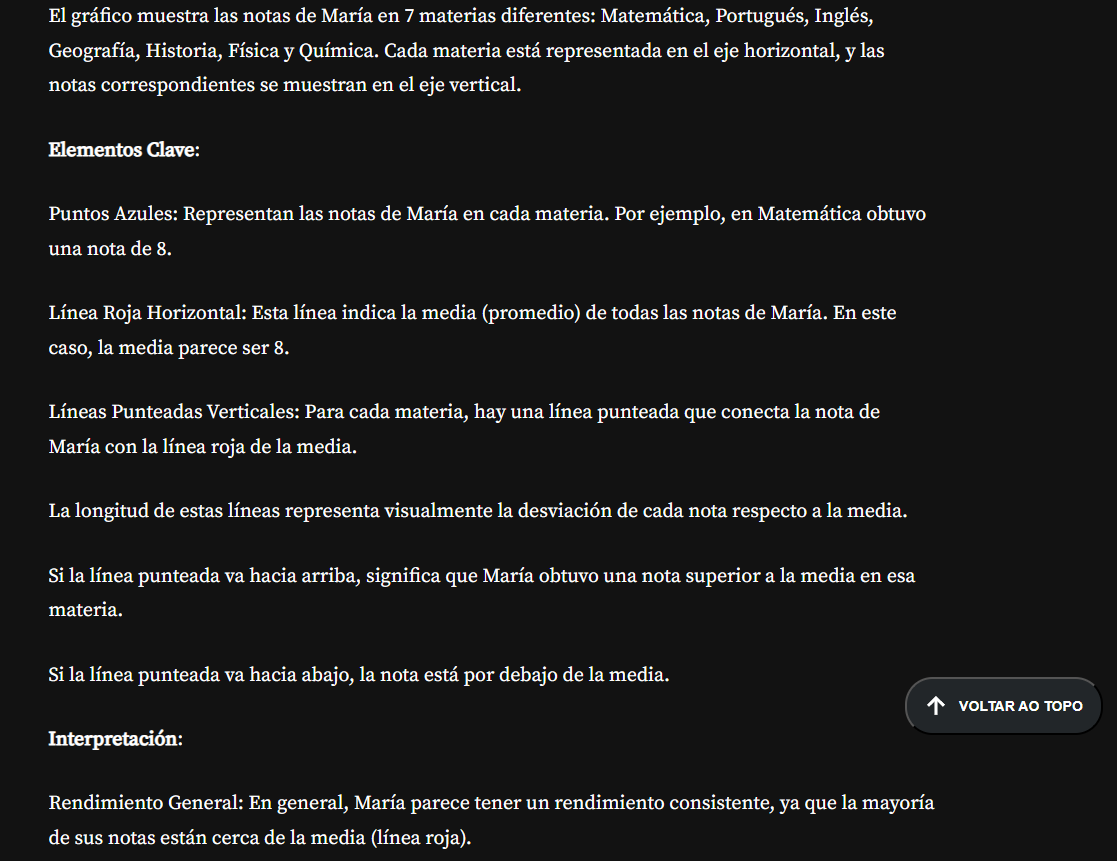 El gráfico muestra las notas de María en 7 materias diferentes: Matemática, Portugués, Inglés,
Geografía, Historia, Física y Química. Cada materia está representada en el eje horizontal, y las
notas correspondientes se muestran en el eje vertical.
Elementos Clave:
Puntos Azules: Representan las notas de María en cada materia. Por ejemplo, en Matemática obtuvo
una nota de 8.
Línea Roja Horizontal: Esta línea indica la media (promedio) de todas las notas de María. En este
caso, la media parece ser 8.
Líneas Punteadas Verticales: Para cada materia, hay una línea punteada que conecta la nota de
María con la línea roja de la media.
La longitud de estas líneas representa visualmente la desviación de cada nota respecto a la media.
Si la línea punteada va hacia arriba, significa que María obtuvo una nota superior a la media en esa
materia.
Si la línea punteada va hacia abajo, la nota está por debajo de la media.
VOLTAR AO TOPO
Interpretación:
Rendimiento General: En general, María parece tener un rendimiento consistente, ya que la mayoría
de sus notas están cerca de la media (línea roja).